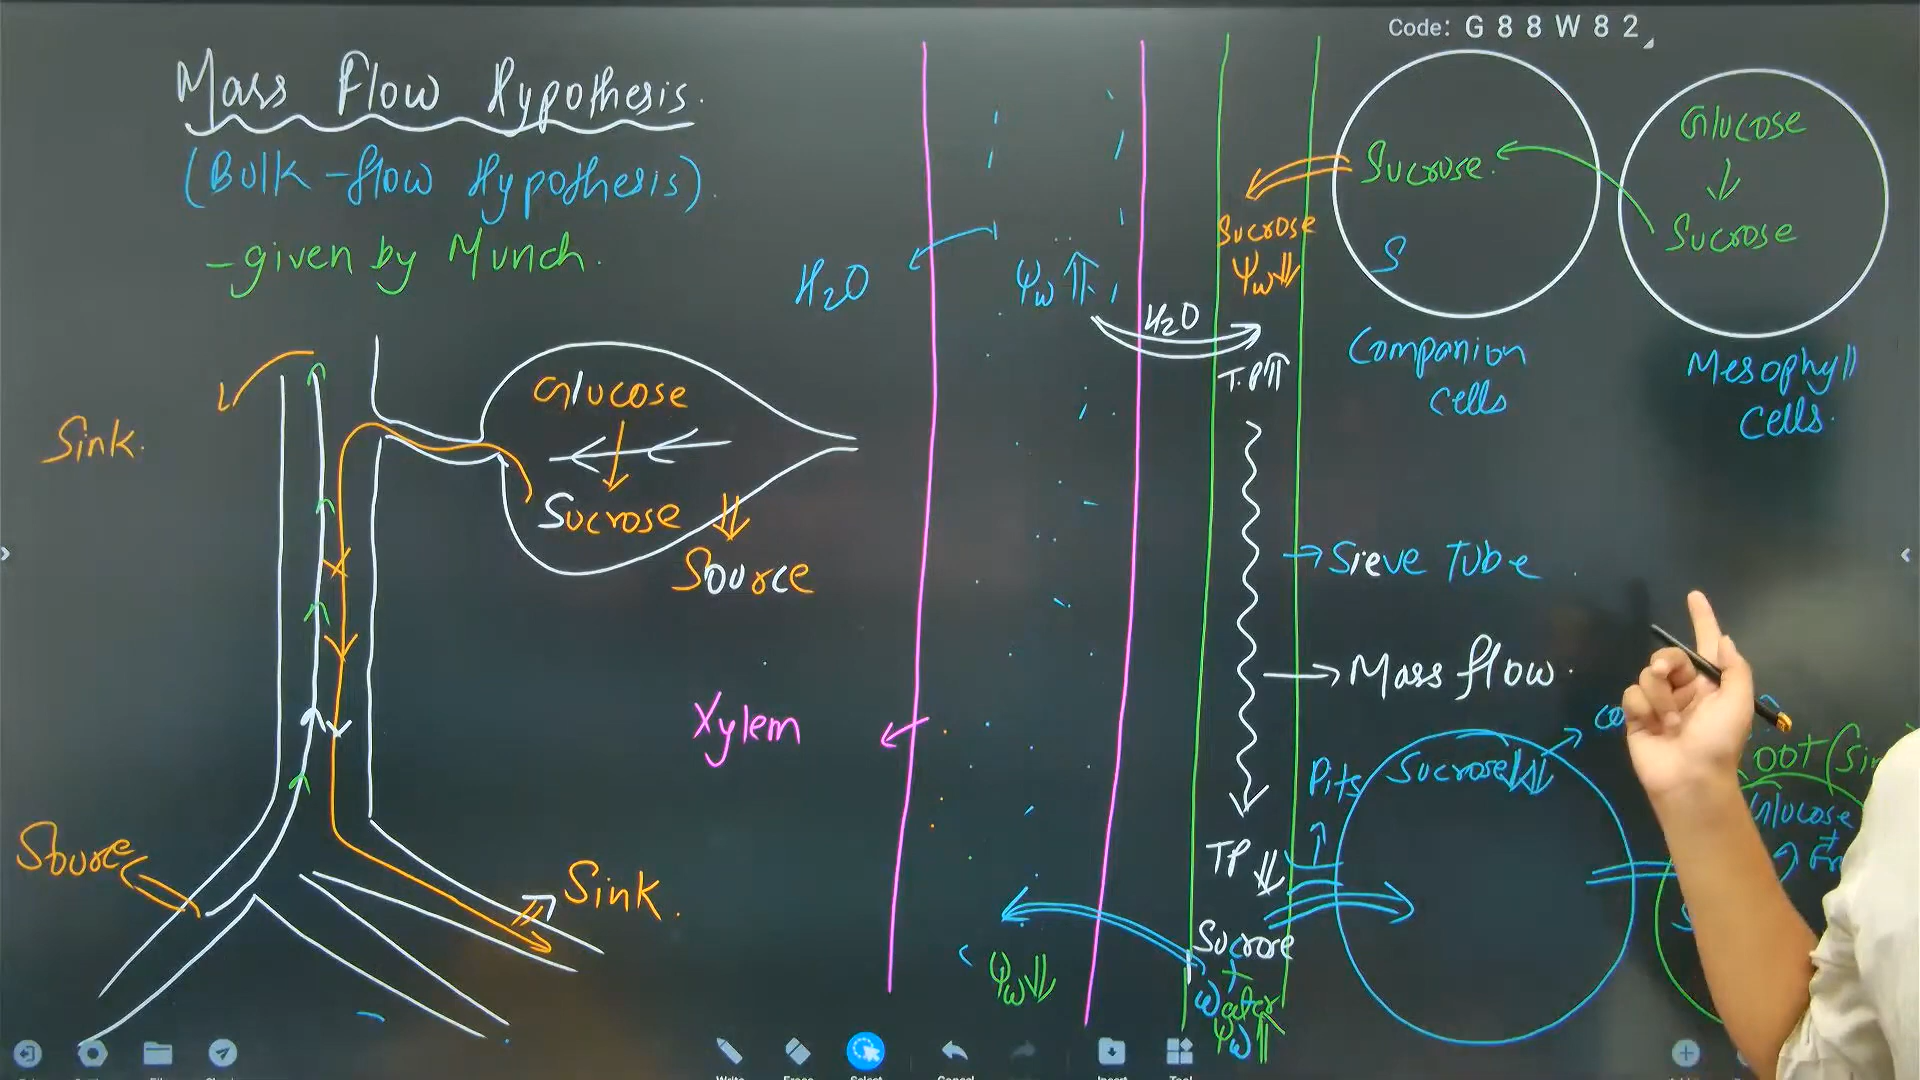 Code: G 8 8 W 8 2
Mass Flow Hypothesis.
(Bulk-flow Hypothesis).
- given by Munch.
Sink.
Glucose
Sucrose
Source
Source
Sink.
H2O
Xylem
Ψw
H2O
Sucrose
Ψw
T.P
Sucrose.
S
Companion
cells
Glucose
Sucrose
Mesophyll
cells.
Sieve Tube
Mass flow.
Pits
Sucrose
TP
Sucrose
+
water
Ψw
Ψw
Glucose
+
Select
Tool